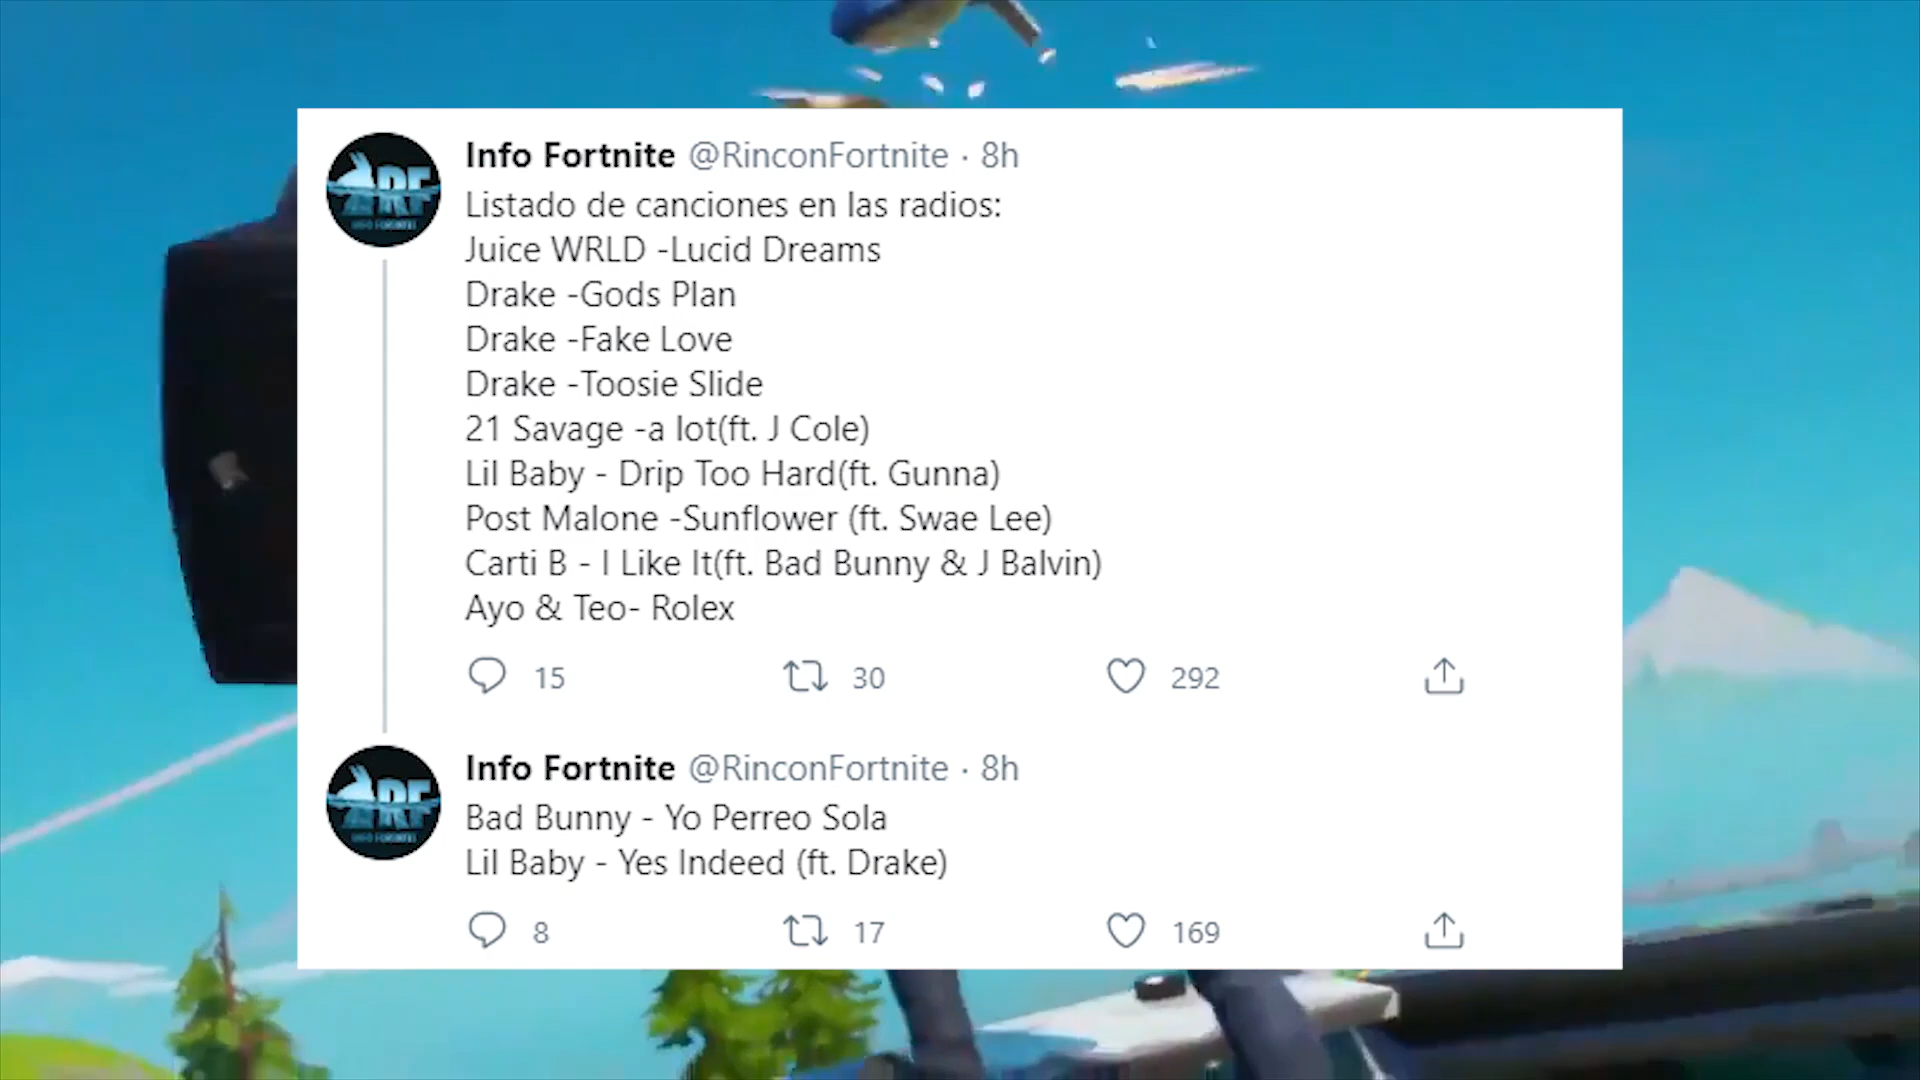 Info Fortnite @RinconFortnite · 8h
Listado de canciones en las radios:
Juice WRLD -Lucid Dreams
Drake -Gods Plan
Drake -Fake Love
Drake -Toosie Slide
21 Savage -a lot(ft. J Cole)
Lil Baby - Drip Too Hard(ft. Gunna)
Post Malone -Sunflower (ft. Swae Lee)
Carti B - I Like It(ft. Bad Bunny & J Balvin)
Ayo & Teo- Rolex
15 30 292
Info Fortnite @RinconFortnite · 8h
Bad Bunny - Yo Perreo Sola
Lil Baby - Yes Indeed (ft. Drake)
8 17 169